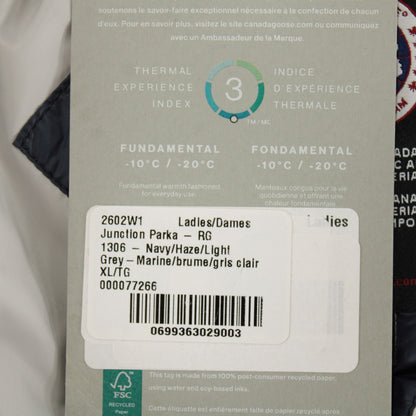 soutenons le savoir-faire exceptionnel nécessaire à la confection de chacun
d'eux. Pour en savoir plus, visitez le site canadagoose.com ou communiquez
avec un Ambassadeur de la Marque.
THERMAL
EXPERIENCE
INDEX
3
TM/MC
INDICE
D'EXPÉRIENCE
THERMALE
FUNDAMENTAL
-10°C / -20°C
Fundamental warmth fashioned
for everyday use.
FUNDAMENTAL
-10°C / -20°C
Manteaux conçus pour la vie
quotidienne et offrant une
chaleur fondamentale.
2602W1 Ladies/Dames
Junction Parka – RG
1306 – Navy/Haze/Light
Grey – Marine/brume/gris clair
XL/TG
000077266
0699363029003
Ladies
FSC
RECYCLED
Paper
This tag is made from 100% post-consumer recycled paper,
using water and soy-based inks.
Cette étiquette est entièrement faite de papier recyclé après